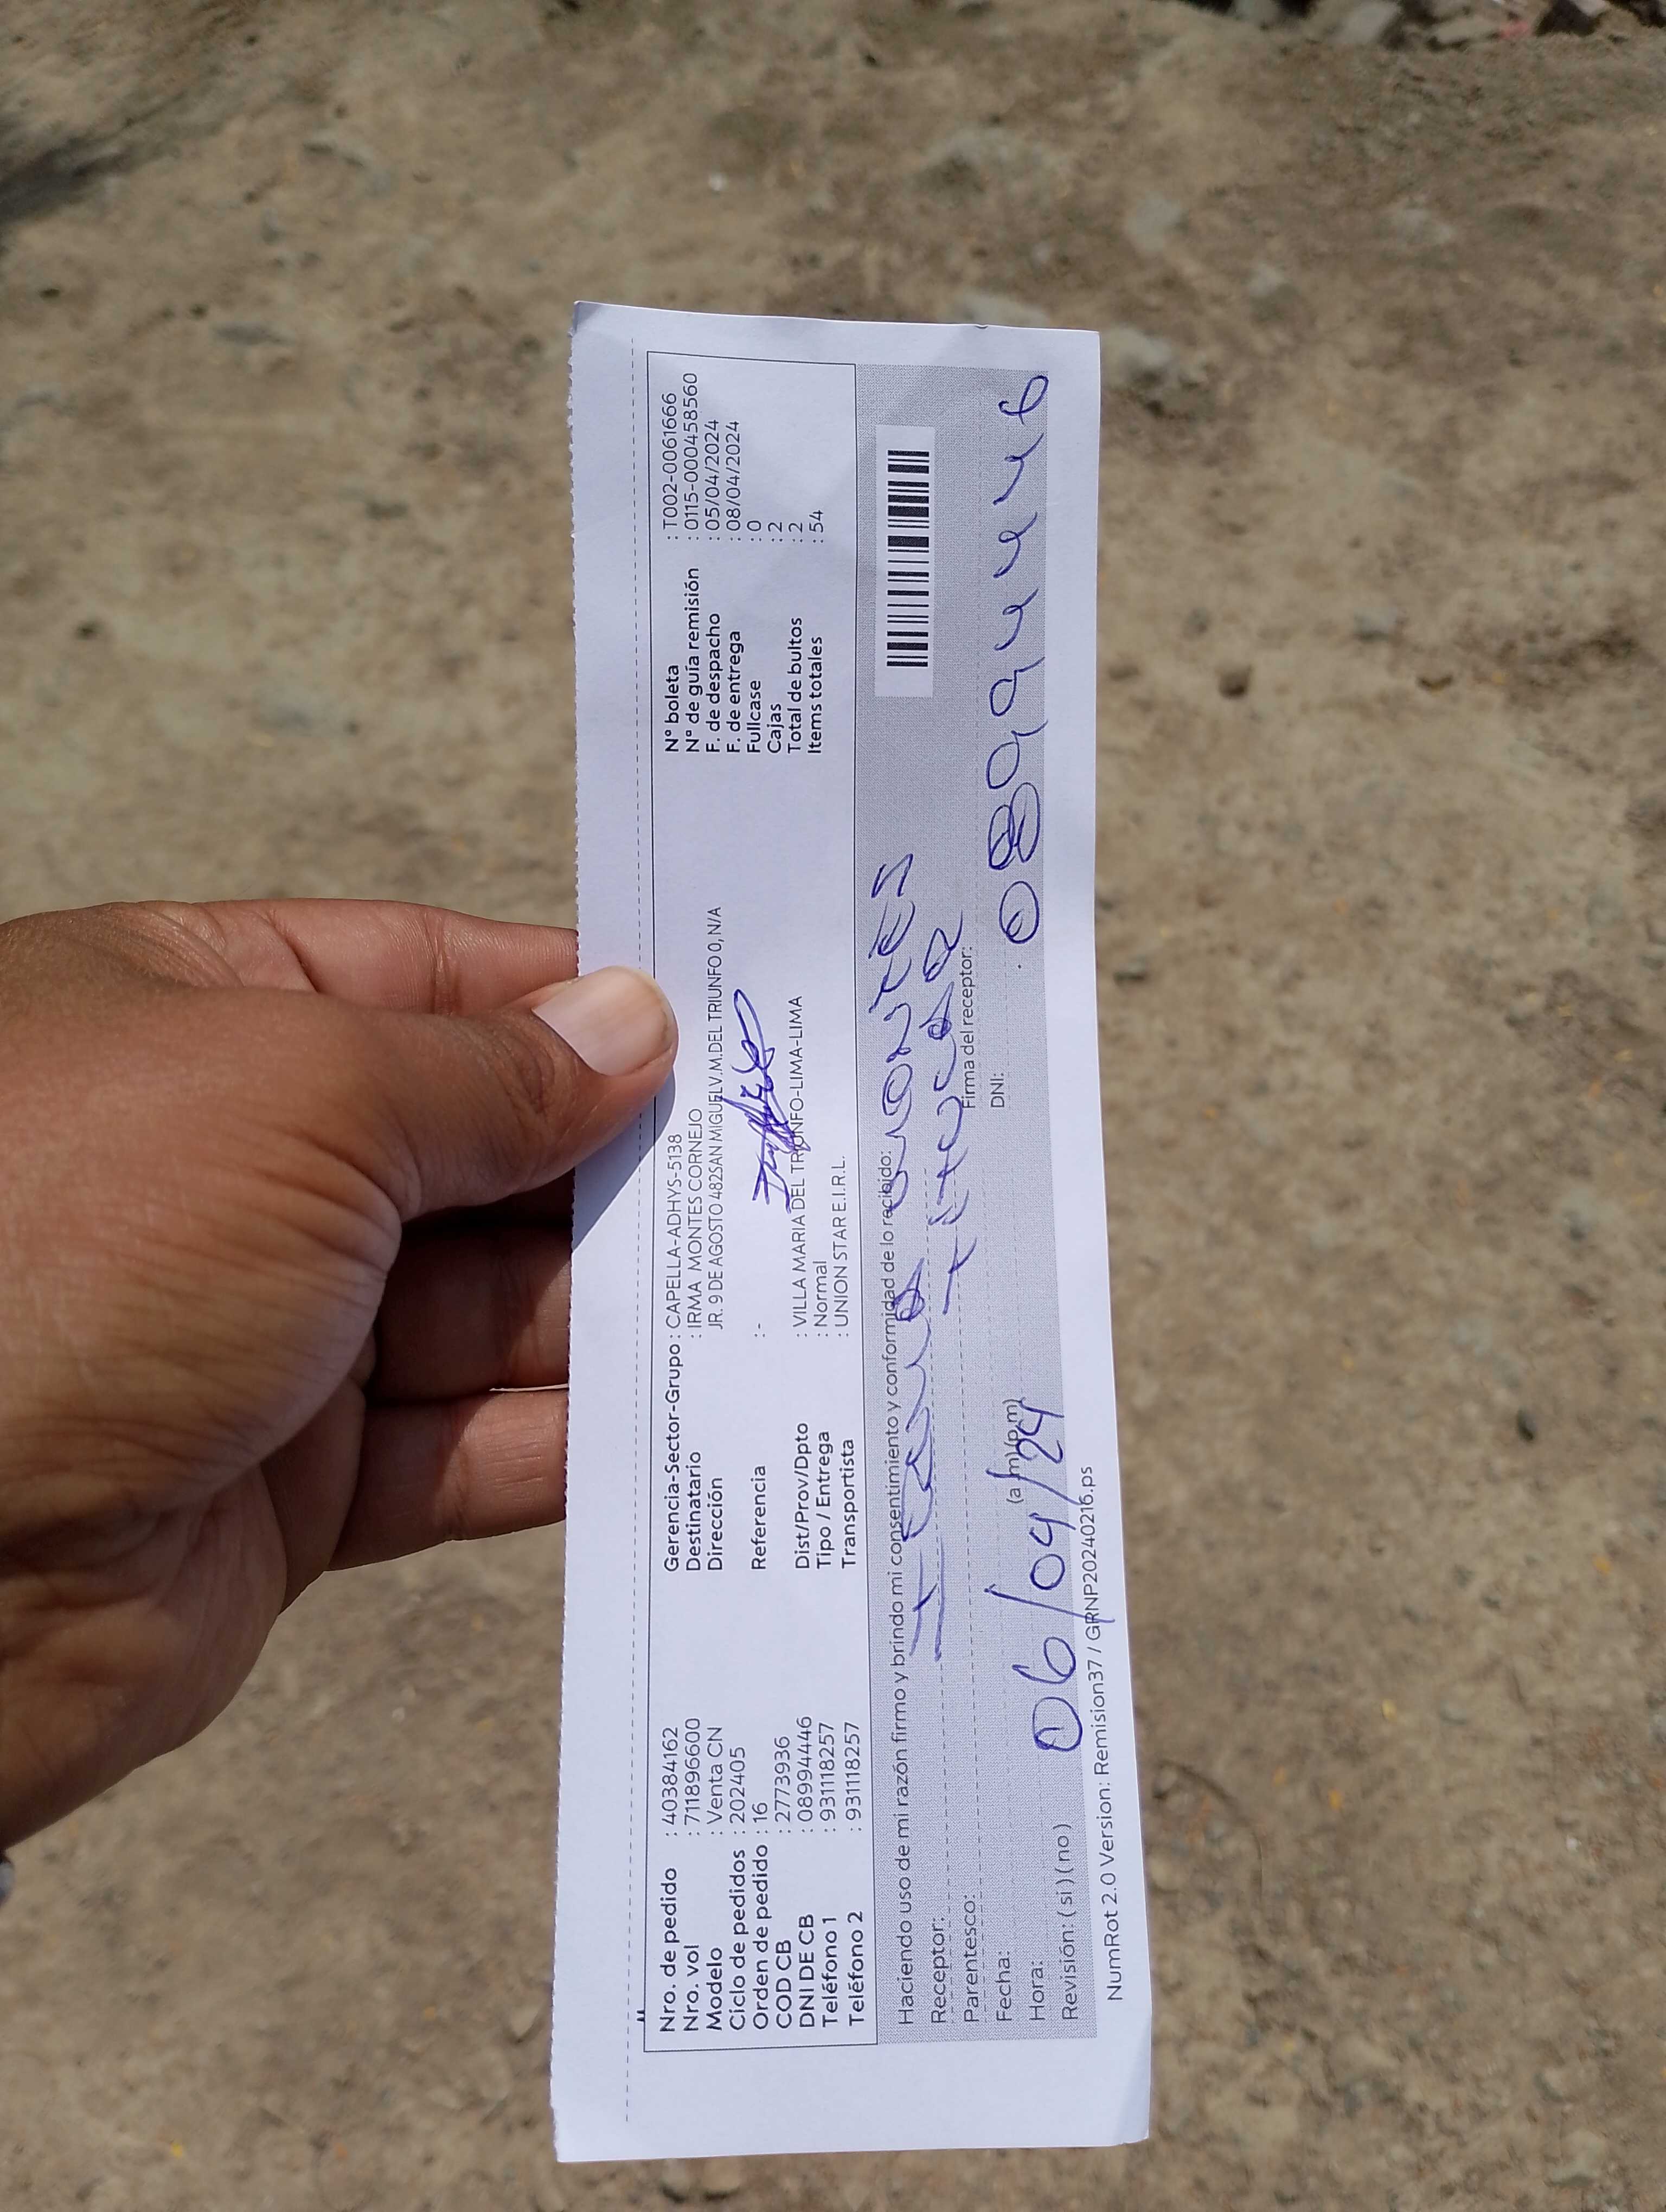 Nro. de pedido : 40384162
Nro. vol : 711896600
Modelo : Venta CN
Ciclo de pedidos : 202405
Orden de pedido : 16
COD CB : 2773936
DNI DE CB : 08994446
Teléfono 1 : 931118257
Teléfono 2 : 931118257
Gerencia-Sector-Grupo : CAPELLA-ADHYS-5138
Destinatario : IRMA MONTES CORNEJO
Dirección JR. 9 DE AGOSTO 482SAN MIGUELV.M.DEL TRIUNFO 0, N/A
Referencia :-
Dist/Prov/Dpto : VILLA MARIA DEL TRIUNFO-LIMA-LIMA
Tipo / Entrega : Normal
Transportista : UNION STAR E.I.R.L.
N° boleta : T002-0061666
N° de guía remisión : 0115-000458560
F. de despacho : 05/04/2024
F. de entrega : 08/04/2024
Fullcase : 0
Cajas : 2
Total de bultos : 2
Items totales : 54
Haciendo uso de mi razón firmo y brindo mi consentimiento y conformidad de lo recibido:
Receptor: MONTES
Parentesco: TITULAR
Firma del receptor:
Fecha: 06/04/24
DNI: 08994446
Hora: (a m)(p m)
Revisión: ( si ) ( no )
NumRot 2.0 Version: Remision37 / GRNP20240216.ps